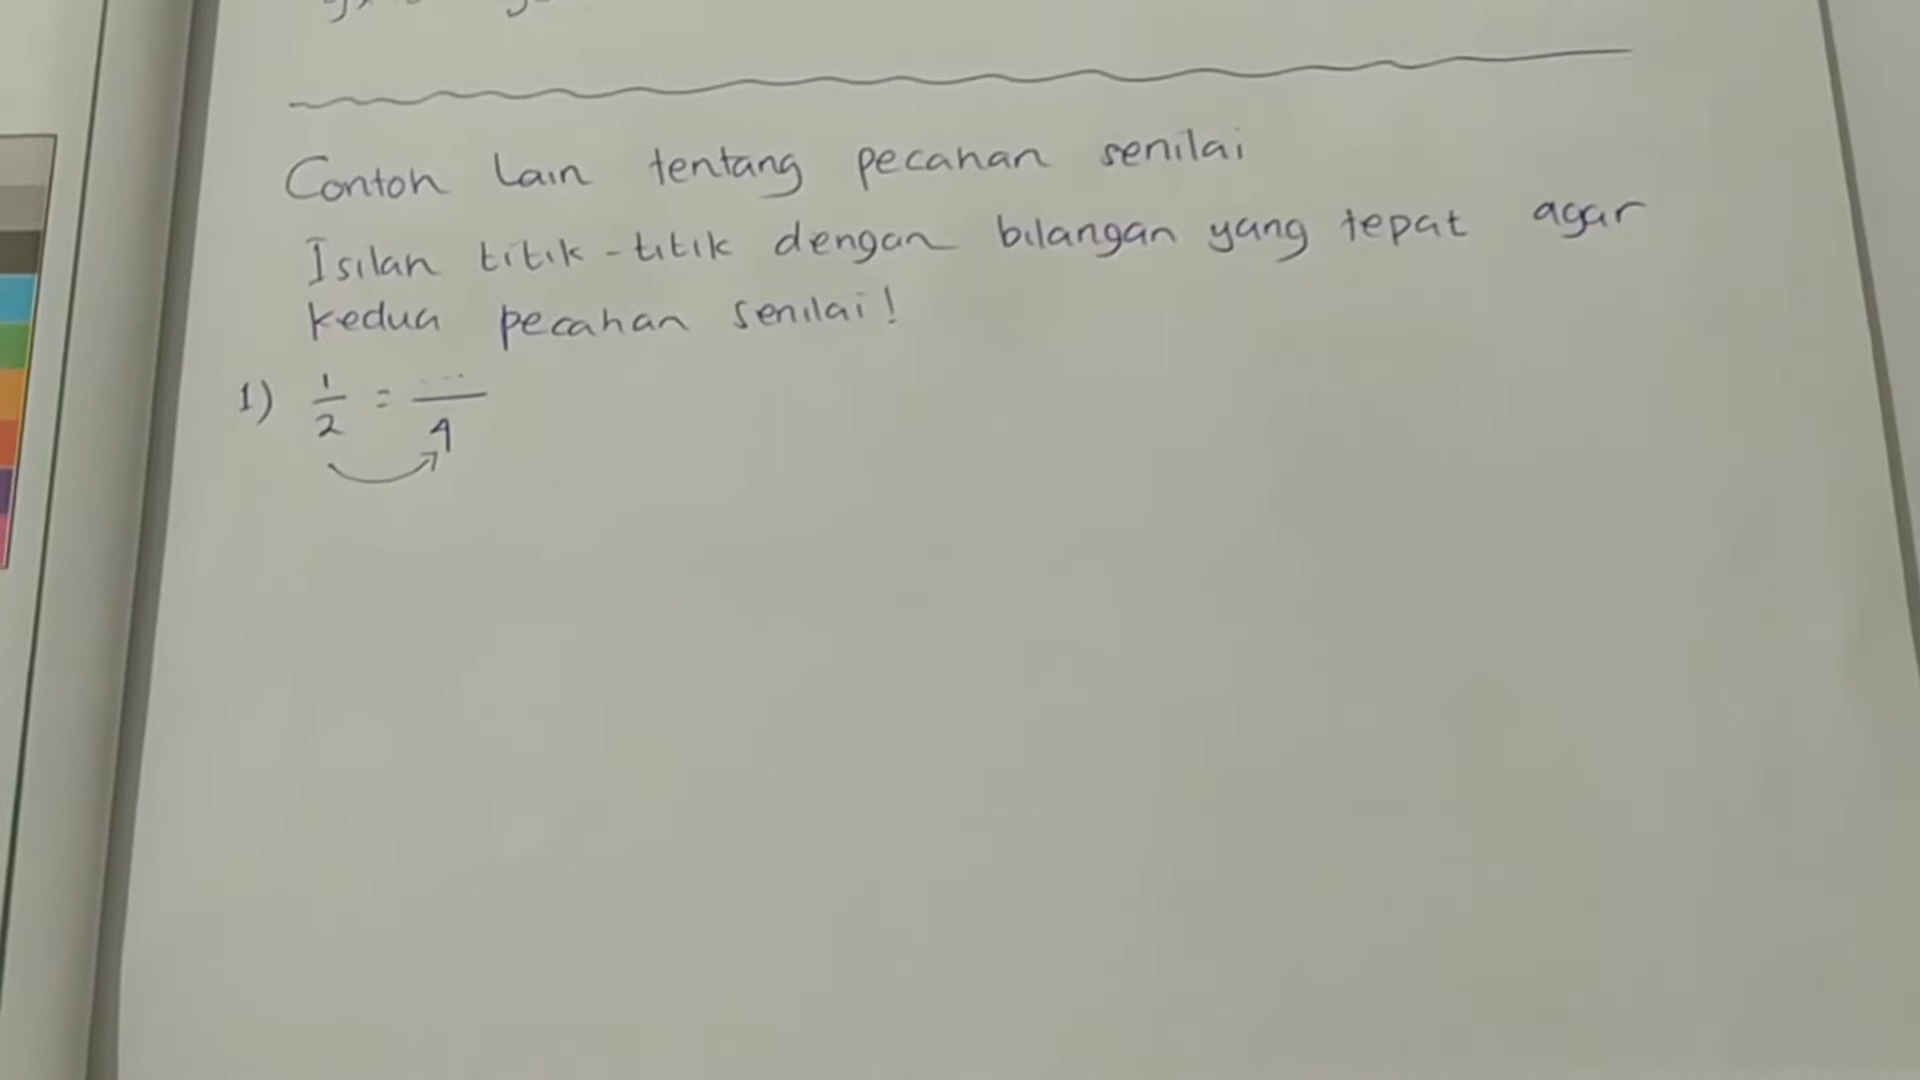 Contoh Lain tentang pecahan senilai
Isilah titik-titik dengan bilangan yang tepat agar
kedua pecahan senilai!
1) 1/2 = .../4